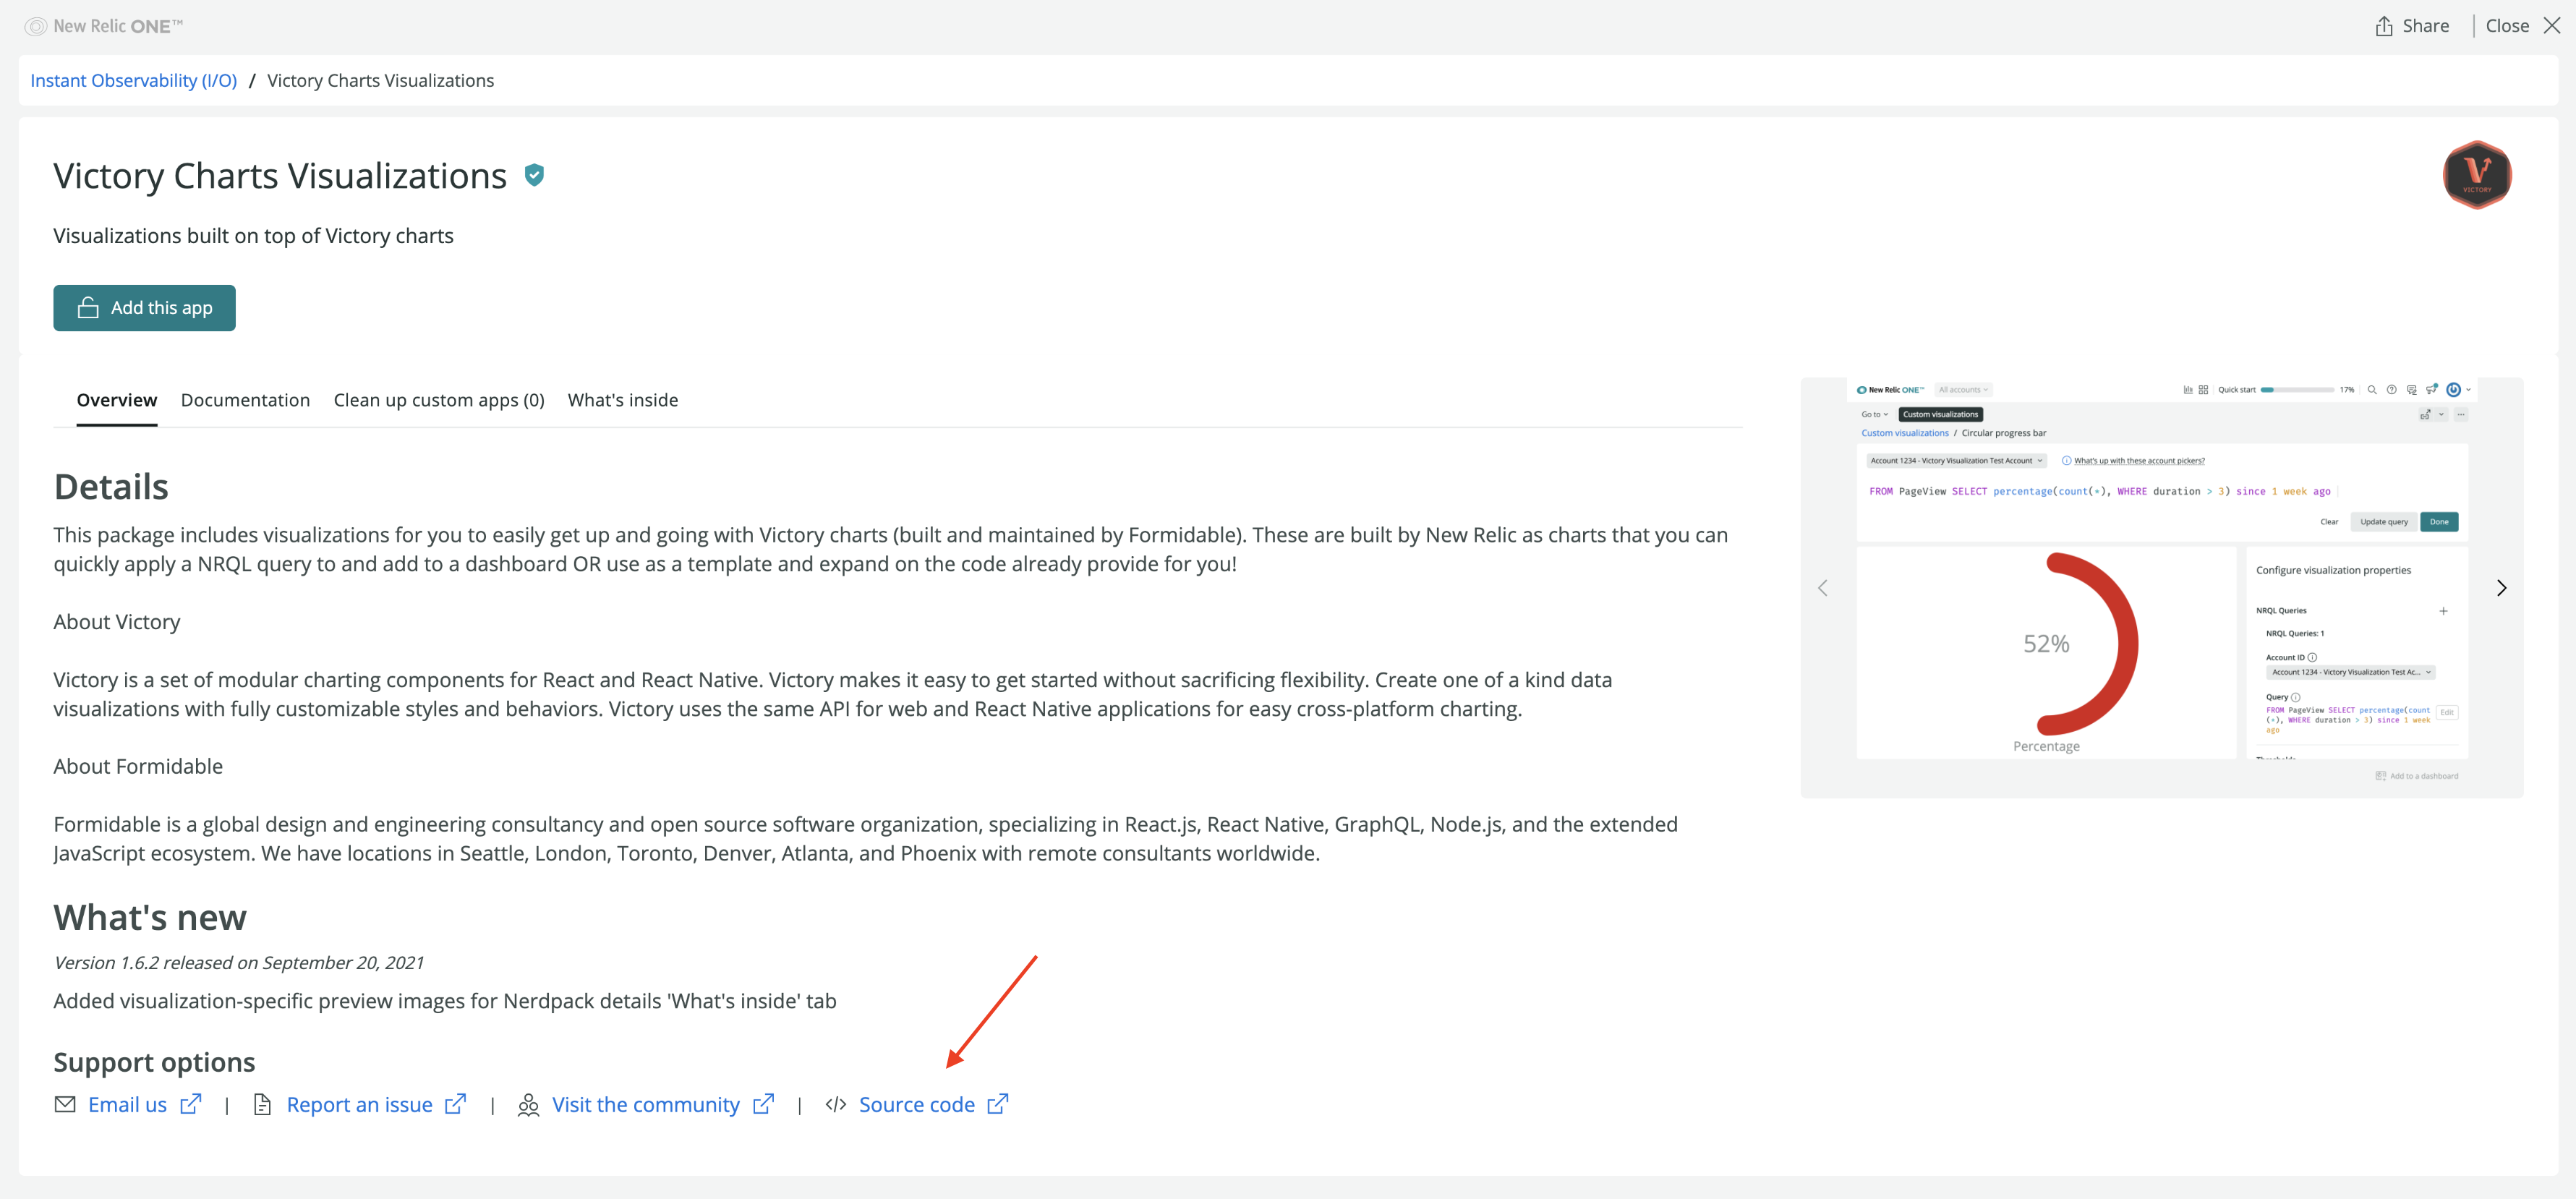 New Relic ONE™
Share | Close
Instant Observability (I/O) / Victory Charts Visualizations
Victory Charts Visualizations
VICTORY
Visualizations built on top of Victory charts
Add this app
Overview Documentation Clean up custom apps (0) What's inside
Details
This package includes visualizations for you to easily get up and going with Victory charts (built and maintained by Formidable). These are built by New Relic as charts that you can
quickly apply a NRQL query to and add to a dashboard OR use as a template and expand on the code already provide for you!
About Victory
Victory is a set of modular charting components for React and React Native. Victory makes it easy to get started without sacrificing flexibility. Create one of a kind data
visualizations with fully customizable styles and behaviors. Victory uses the same API for web and React Native applications for easy cross-platform charting.
About Formidable
Formidable is a global design and engineering consultancy and open source software organization, specializing in React.js, React Native, GraphQL, Node.js, and the extended
JavaScript ecosystem. We have locations in Seattle, London, Toronto, Denver, Atlanta, and Phoenix with remote consultants worldwide.
What's new
Version 1.6.2 released on September 20, 2021
Added visualization-specific preview images for Nerdpack details 'What's inside' tab
Support options
Email us | Report an issue | Visit the community | </> Source code
New Relic ONE™ All accounts Quick start 17%
Go to Custom visualizations
Custom visualizations / Circular progress bar
Account 1234 - Victory Visualization Test Account What's up with these account pickers?
FROM PageView SELECT percentage(count(*), WHERE duration > 3) since 1 week ago
Clear Update query Done
52%
Percentage
Configure visualization properties
NRQL Queries +
NRQL Queries: 1
Account ID
Account 1234 - Victory Visualization Test Ac...
Query
FROM PageView SELECT percentage(count
(*), WHERE duration > 3) since 1 week
ago
Edit
Add to a dashboard